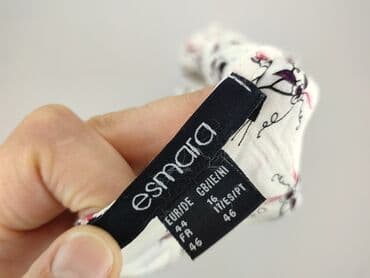 esmara
EUR/DE GB/IE/NI
44 16
FR IT/ES/PT
46 46